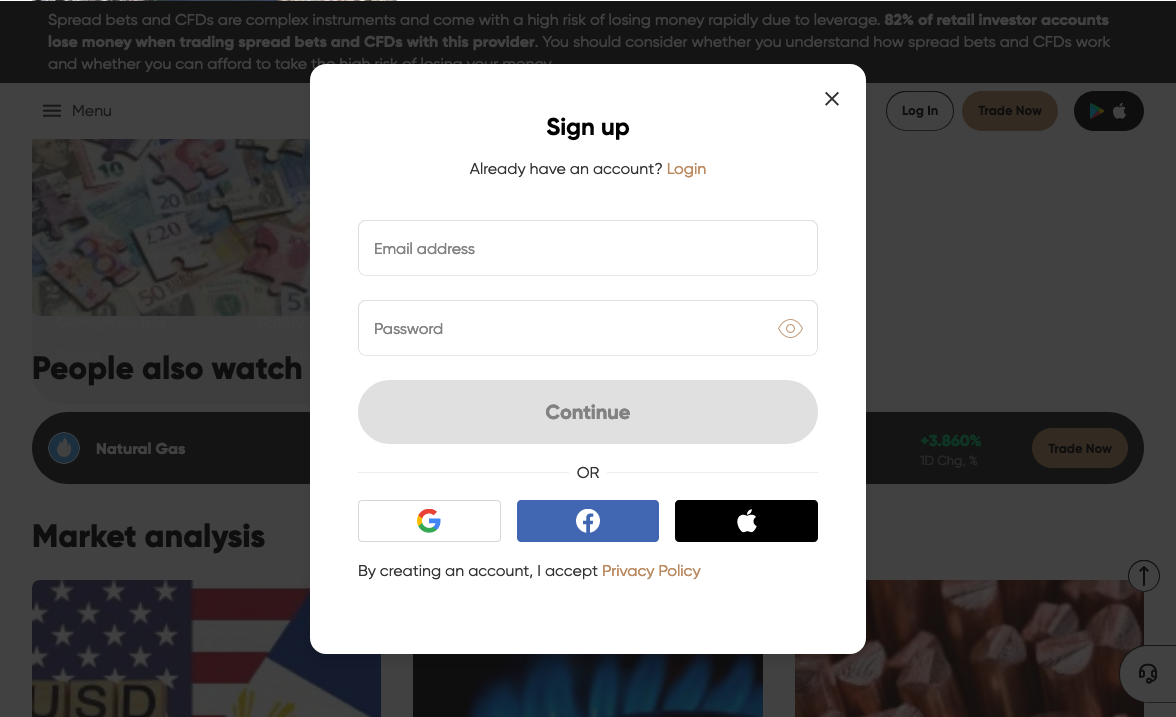 Spread bets and CFDs are complex instruments and come with a high risk of losing money rapidly due to leverage. 82% of retail investor accounts
lose money when trading spread bets and CFDs with this provider. You should consider whether you understand how spread bets and CFDs work
and whether you can afford to take the high risk of losing your money.
Menu
Log In
Trade Now
Sign up
Already have an account? Login
Email address
Password
Continue
OR
By creating an account, I accept Privacy Policy
10
20
£20
50
5
People also watch
Natural Gas
+3.860%
1D Chg, %
Trade Now
Market analysis
USD